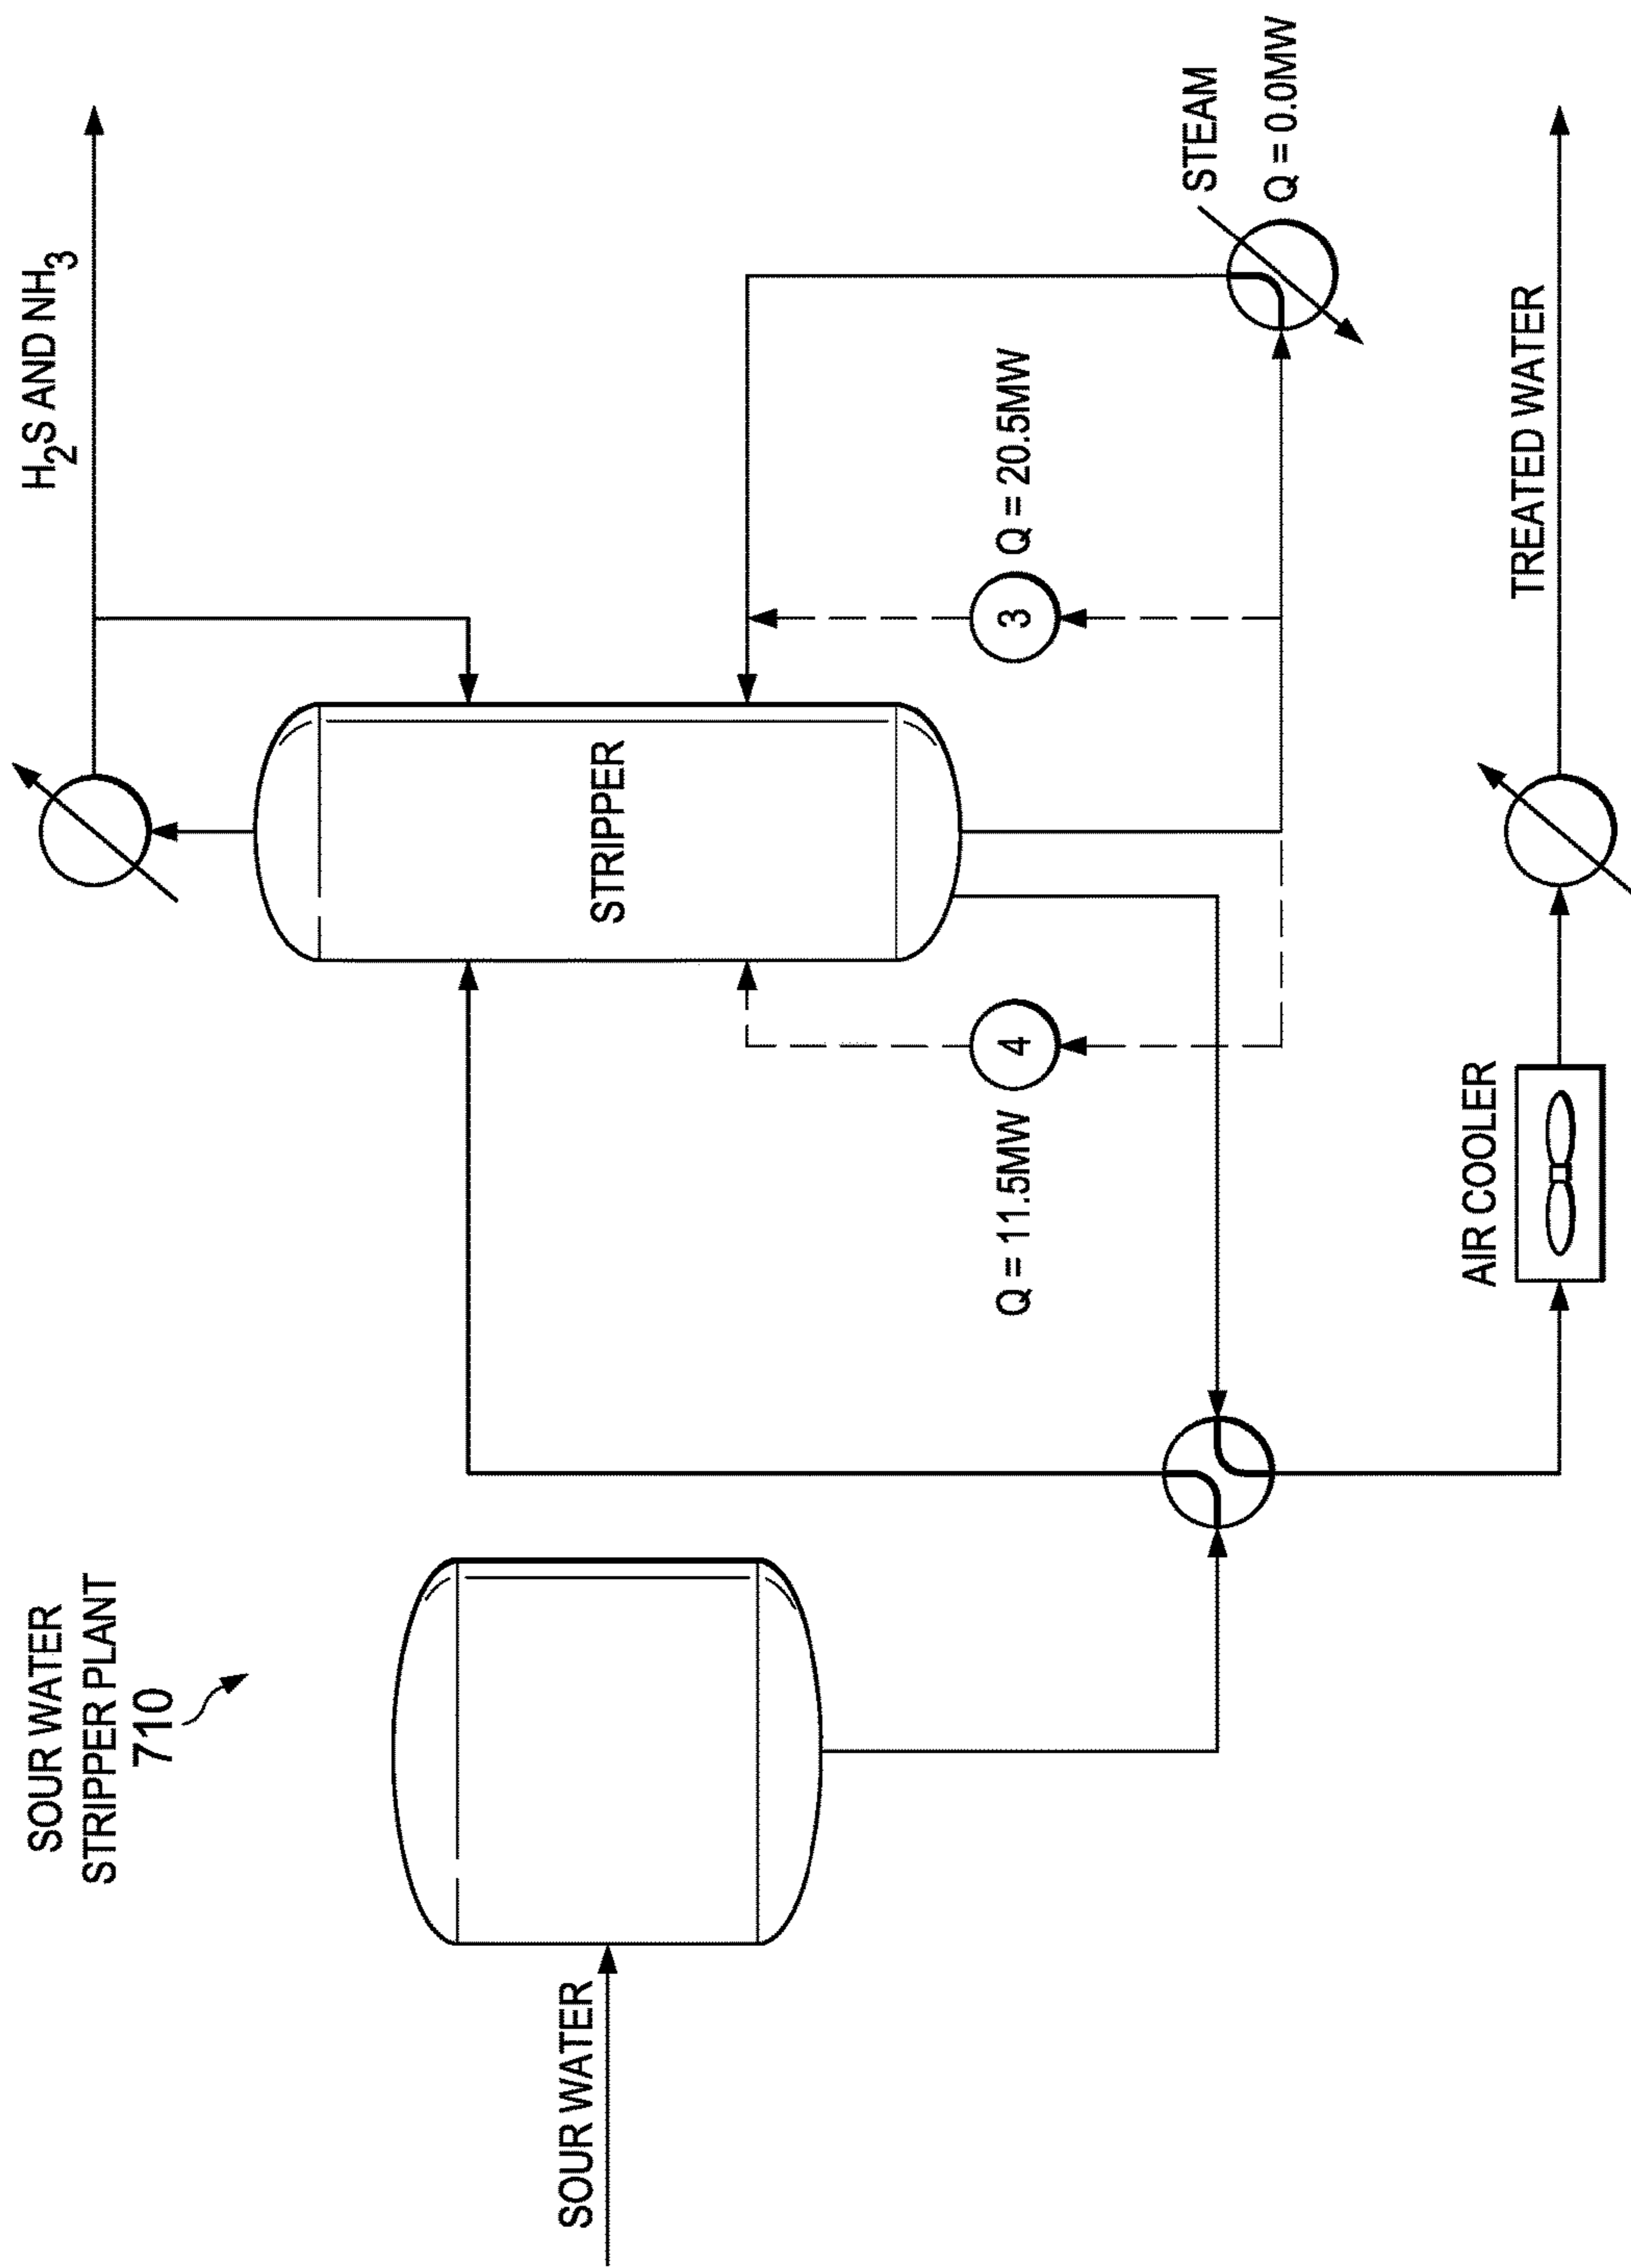 SOUR WATER
STRIPPER PLANT
710
SOUR WATER
H2S AND NH3
STRIPPER
Q = 11.5MW
4
3
Q = 20.5MW
STEAM
Q = 0.0MW
AIR COOLER
TREATED WATER